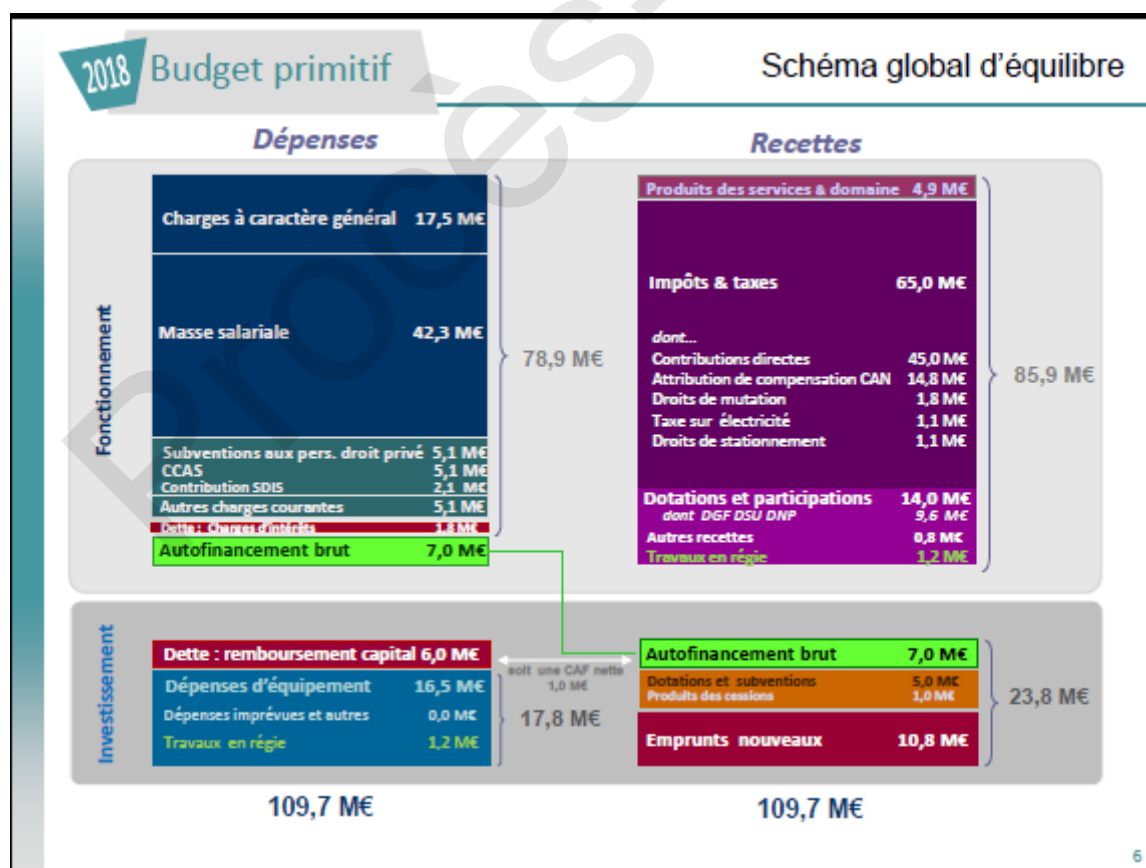 2018 Budget primitif
Schéma global d'équilibre
Dépenses
Recettes
Fonctionnement
Charges à caractère général 17,5 M€
Masse salariale 42,3 M€
Subventions aux pers. droit privé 5,1 M€
CCAS 5,1 M€
Contribution SDIS 2,1 M€
Autres charges courantes 5,1 M€
Dette : Charges d'intérêts 1,8 M€
Autofinancement brut 7,0 M€
78,9 M€
Produits des services & domaine 4,9 M€
Impôts & taxes 65,0 M€
dont...
Contributions directes 45,0 M€
Attribution de compensation CAN 14,8 M€
Droits de mutation 1,8 M€
Taxe sur électricité 1,1 M€
Droits de stationnement 1,1 M€
Dotations et participations 14,0 M€
dont DGF DSU DNP 9,6 M€
Autres recettes 0,8 M€
Travaux en régie 1,2 M€
85,9 M€
Investissement
Dette : remboursement capital 6,0 M€
Dépenses d'équipement 16,5 M€
Dépenses imprévues et autres 0,0 M€
Travaux en régie 1,2 M€
soit une CAF nette
1,0 M€
17,8 M€
Autofinancement brut 7,0 M€
Dotations et subventions 5,0 M€
Produits des cessions 1,0 M€
Emprunts nouveaux 10,8 M€
23,8 M€
109,7 M€
109,7 M€
6
Procès